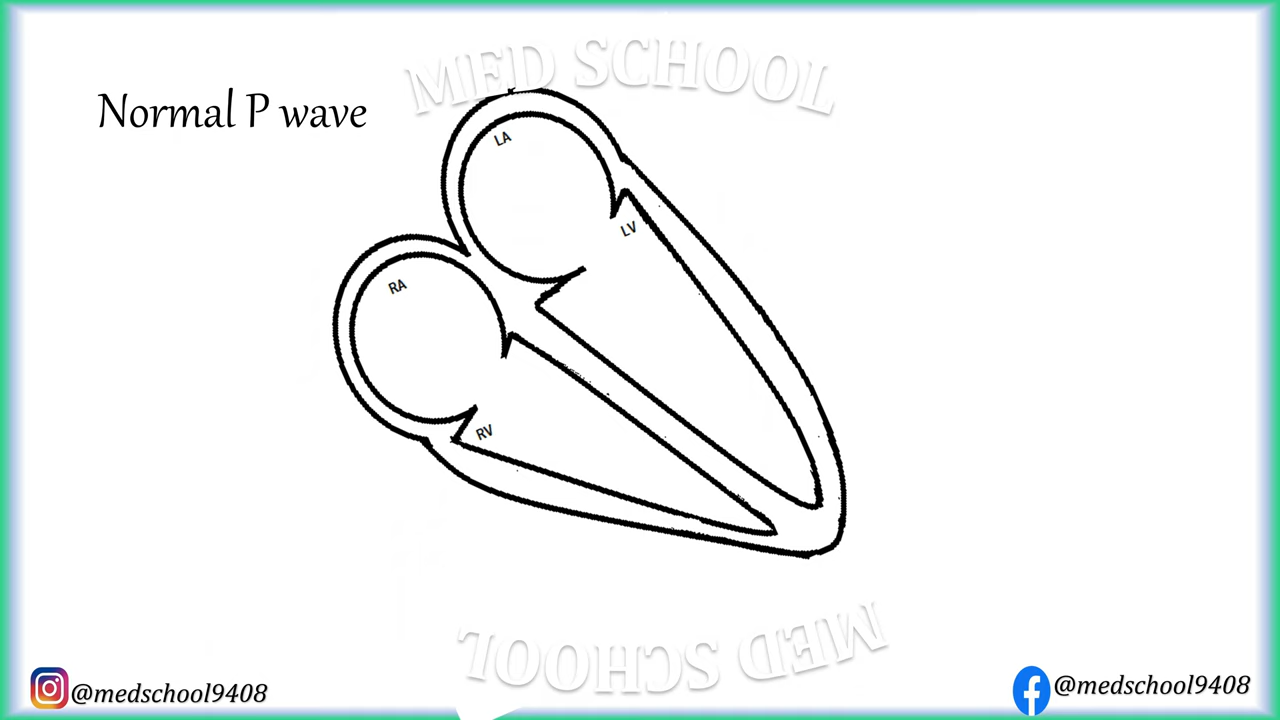 MED SCHOOL
Normal P wave
LA
LV
RA
RV
MED SCHOOL
@medschool9408
@medschool9408